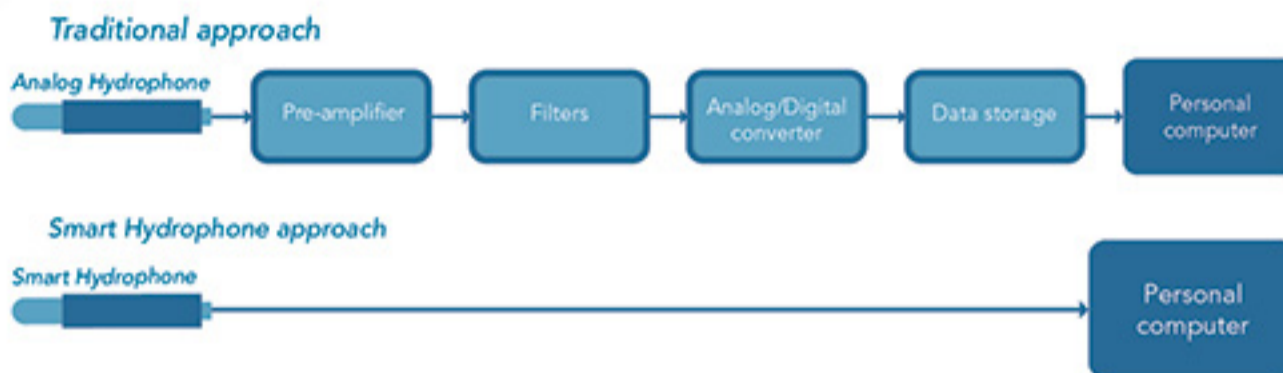 Traditional approach
Analog Hydrophone
Pre-amplifier
Filters
Analog/Digital
converter
Data storage
Personal
computer
Smart Hydrophone approach
Smart Hydrophone
Personal
computer